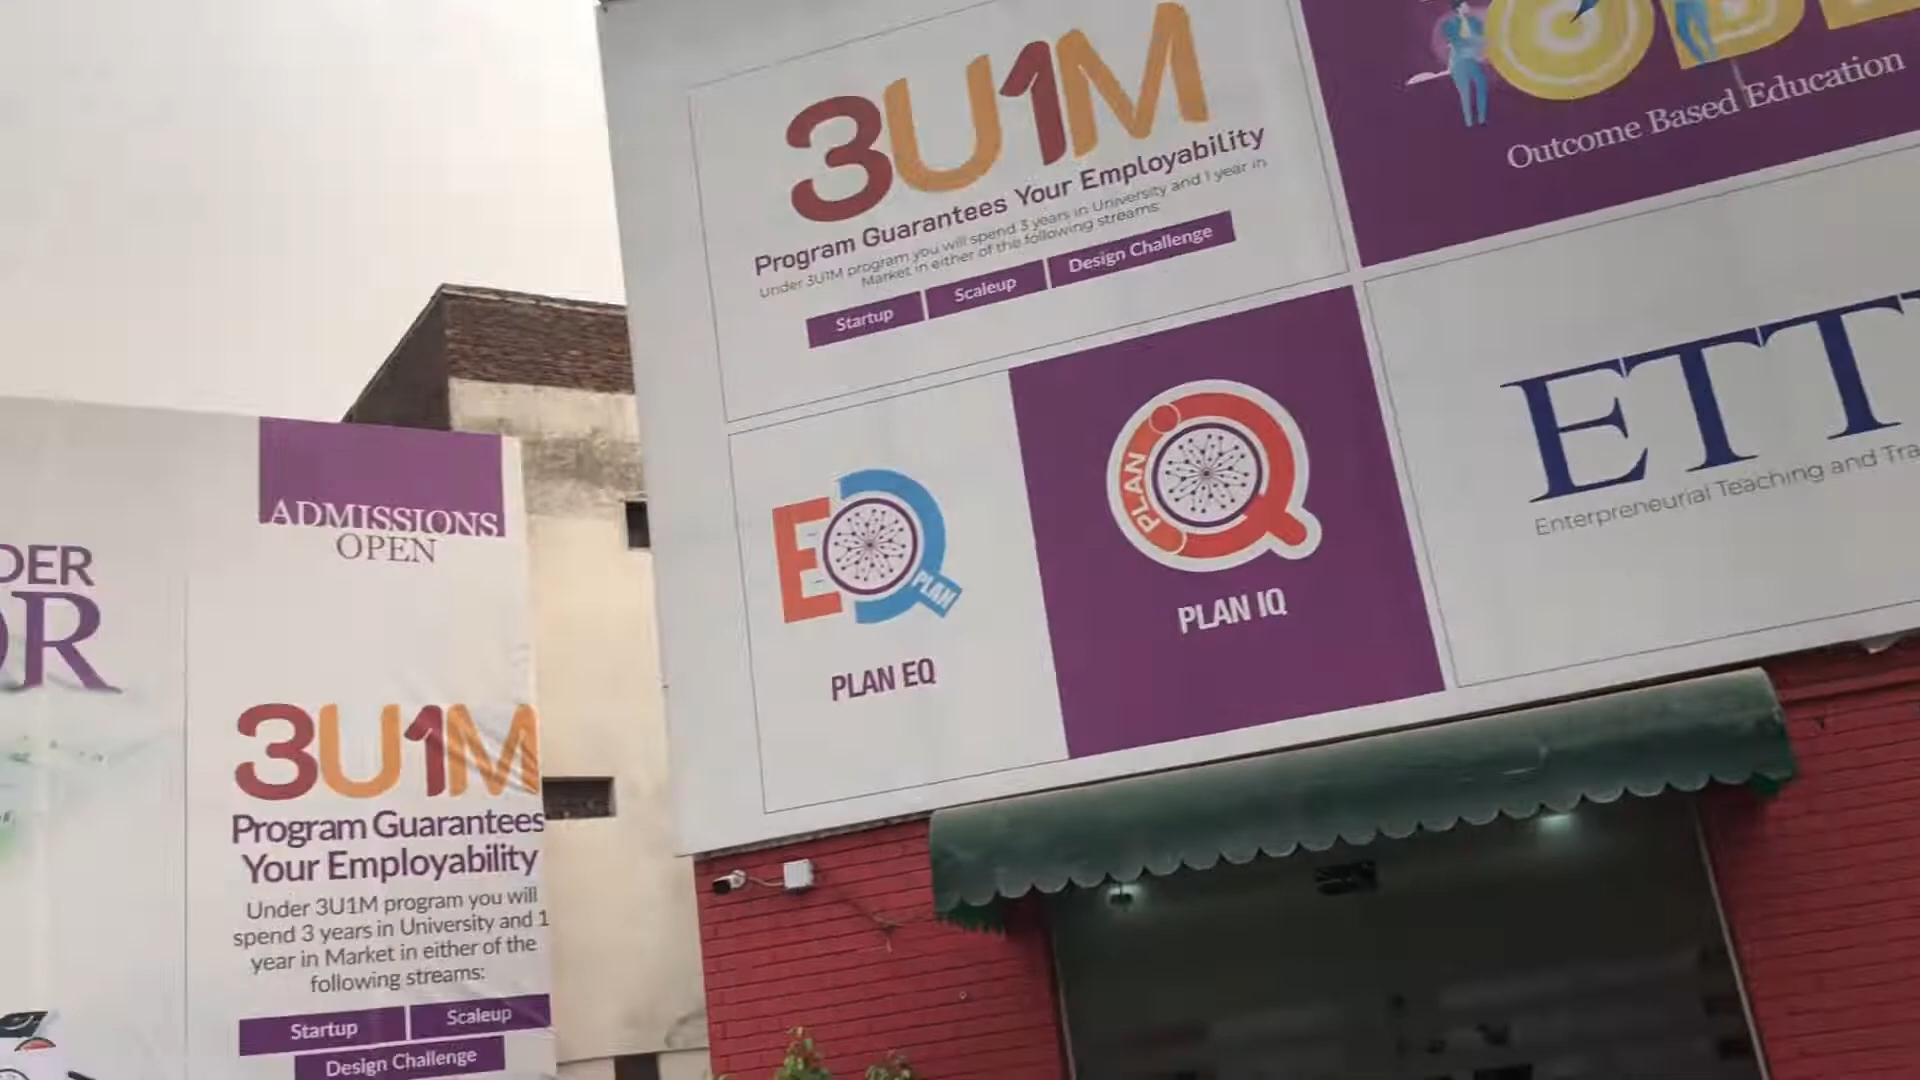 3U1M
Program Guarantees Your Employability
Under 3U1M program you will spend 3 years in University and 1 year in
Market in either of the following streams:
Startup
Scaleup
Design Challenge
Outcome Based Education
EQ
PLAN
PLAN EQ
PLAN
PLAN IQ
ETT
Enterpreneurial Teaching and
ADMISSIONS
OPEN
3U1M
Program Guarantees
Your Employability
Under 3U1M program you will
spend 3 years in University and 1
year in Market in either of the
following streams:
Startup
Scaleup
Design Challenge